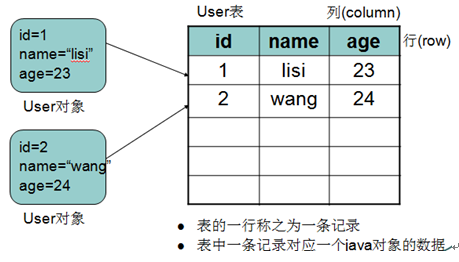 id=1
name=“lisi”
age=23
User对象
id=2
name=“wang”
age=24
User对象
User表
列(column)
行(row)
id name age
1 lisi 23
2 wang 24
● 表的一行称之为一条记录
● 表中一条记录对应一个java对象的数据